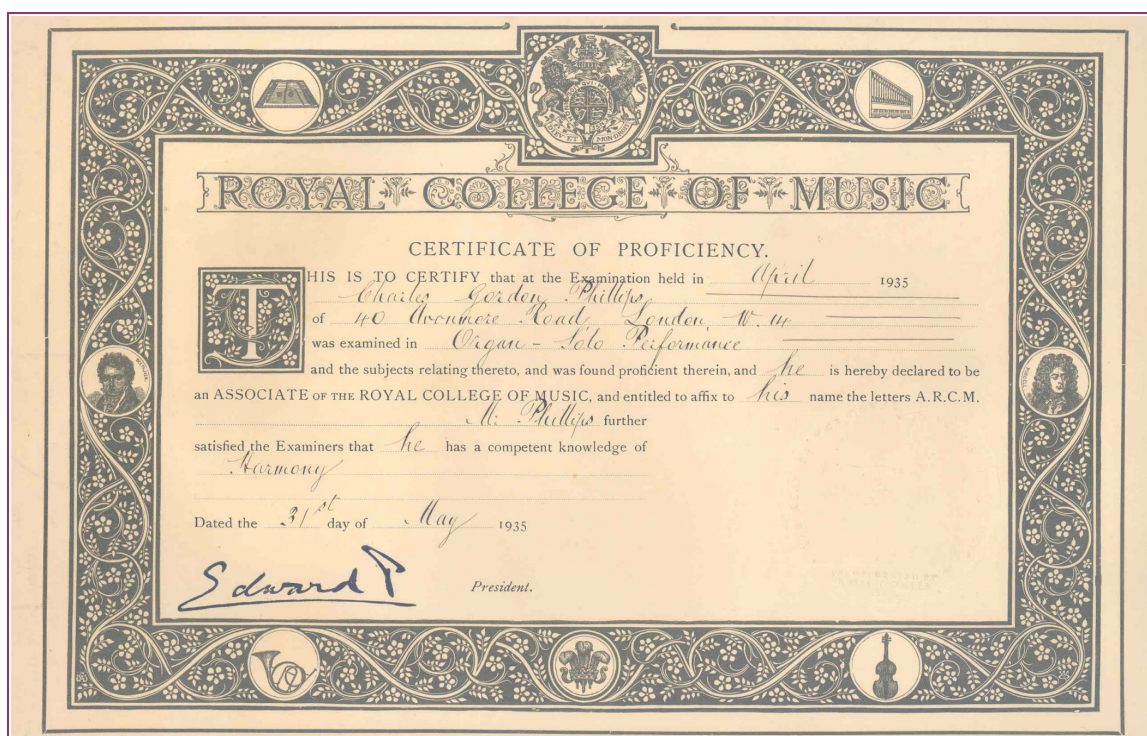 DIEU ET MON DROIT
ROYAL COLLEGE OF MUSIC
CERTIFICATE OF PROFICIENCY.
THIS IS TO CERTIFY that at the Examination held in April 1935
Charles Gordon Phillips
of 40 Avonmore Road, London, W. 14
was examined in Organ - Solo Performance
and the subjects relating thereto, and was found proficient therein, and he is hereby declared to be
an ASSOCIATE OF THE ROYAL COLLEGE OF MUSIC, and entitled to affix to his name the letters A.R.C.M.
Mr. Phillips further
satisfied the Examiners that he has a competent knowledge of
Harmony
Dated the 31st day of May 1935
Edward P
President.